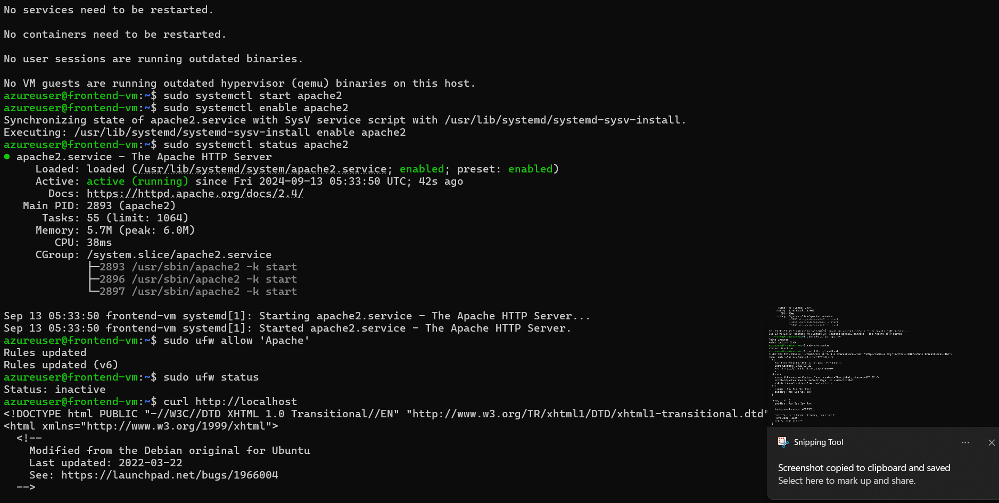 No services need to be restarted.
No containers need to be restarted.
No user sessions are running outdated binaries.
No VM guests are running outdated hypervisor (qemu) binaries on this host.
azureuser@frontend-vm:~$ sudo systemctl start apache2
azureuser@frontend-vm:~$ sudo systemctl enable apache2
Synchronizing state of apache2.service with SysV service script with /usr/lib/systemd/systemd-sysv-install.
Executing: /usr/lib/systemd/systemd-sysv-install enable apache2
azureuser@frontend-vm:~$ sudo systemctl status apache2
● apache2.service - The Apache HTTP Server
Loaded: loaded (/usr/lib/systemd/system/apache2.service; enabled; preset: enabled)
Active: active (running) since Fri 2024-09-13 05:33:50 UTC; 42s ago
Docs: https://httpd.apache.org/docs/2.4/
Main PID: 2893 (apache2)
Tasks: 55 (limit: 1064)
Memory: 5.7M (peak: 6.0M)
CPU: 38ms
CGroup: /system.slice/apache2.service
├─2893 /usr/sbin/apache2 -k start
├─2896 /usr/sbin/apache2 -k start
└─2897 /usr/sbin/apache2 -k start
Sep 13 05:33:50 frontend-vm systemd[1]: Starting apache2.service - The Apache HTTP Server...
Sep 13 05:33:50 frontend-vm systemd[1]: Started apache2.service - The Apache HTTP Server.
azureuser@frontend-vm:~$ sudo ufw allow 'Apache'
Rules updated
Rules updated (v6)
azureuser@frontend-vm:~$ sudo ufw status
Status: inactive
azureuser@frontend-vm:~$ curl http://localhost
<!DOCTYPE html PUBLIC "-//W3C//DTD XHTML 1.0 Transitional//EN" "http://www.w3.org/TR/xhtml1/DTD/xhtml1-transitional.dtd"
<html xmlns="http://www.w3.org/1999/xhtml">
<!--
Modified from the Debian original for Ubuntu
Last updated: 2022-03-22
See: https://launchpad.net/bugs/1966004
-->
Snipping Tool
Screenshot copied to clipboard and saved
Select here to mark up and share.